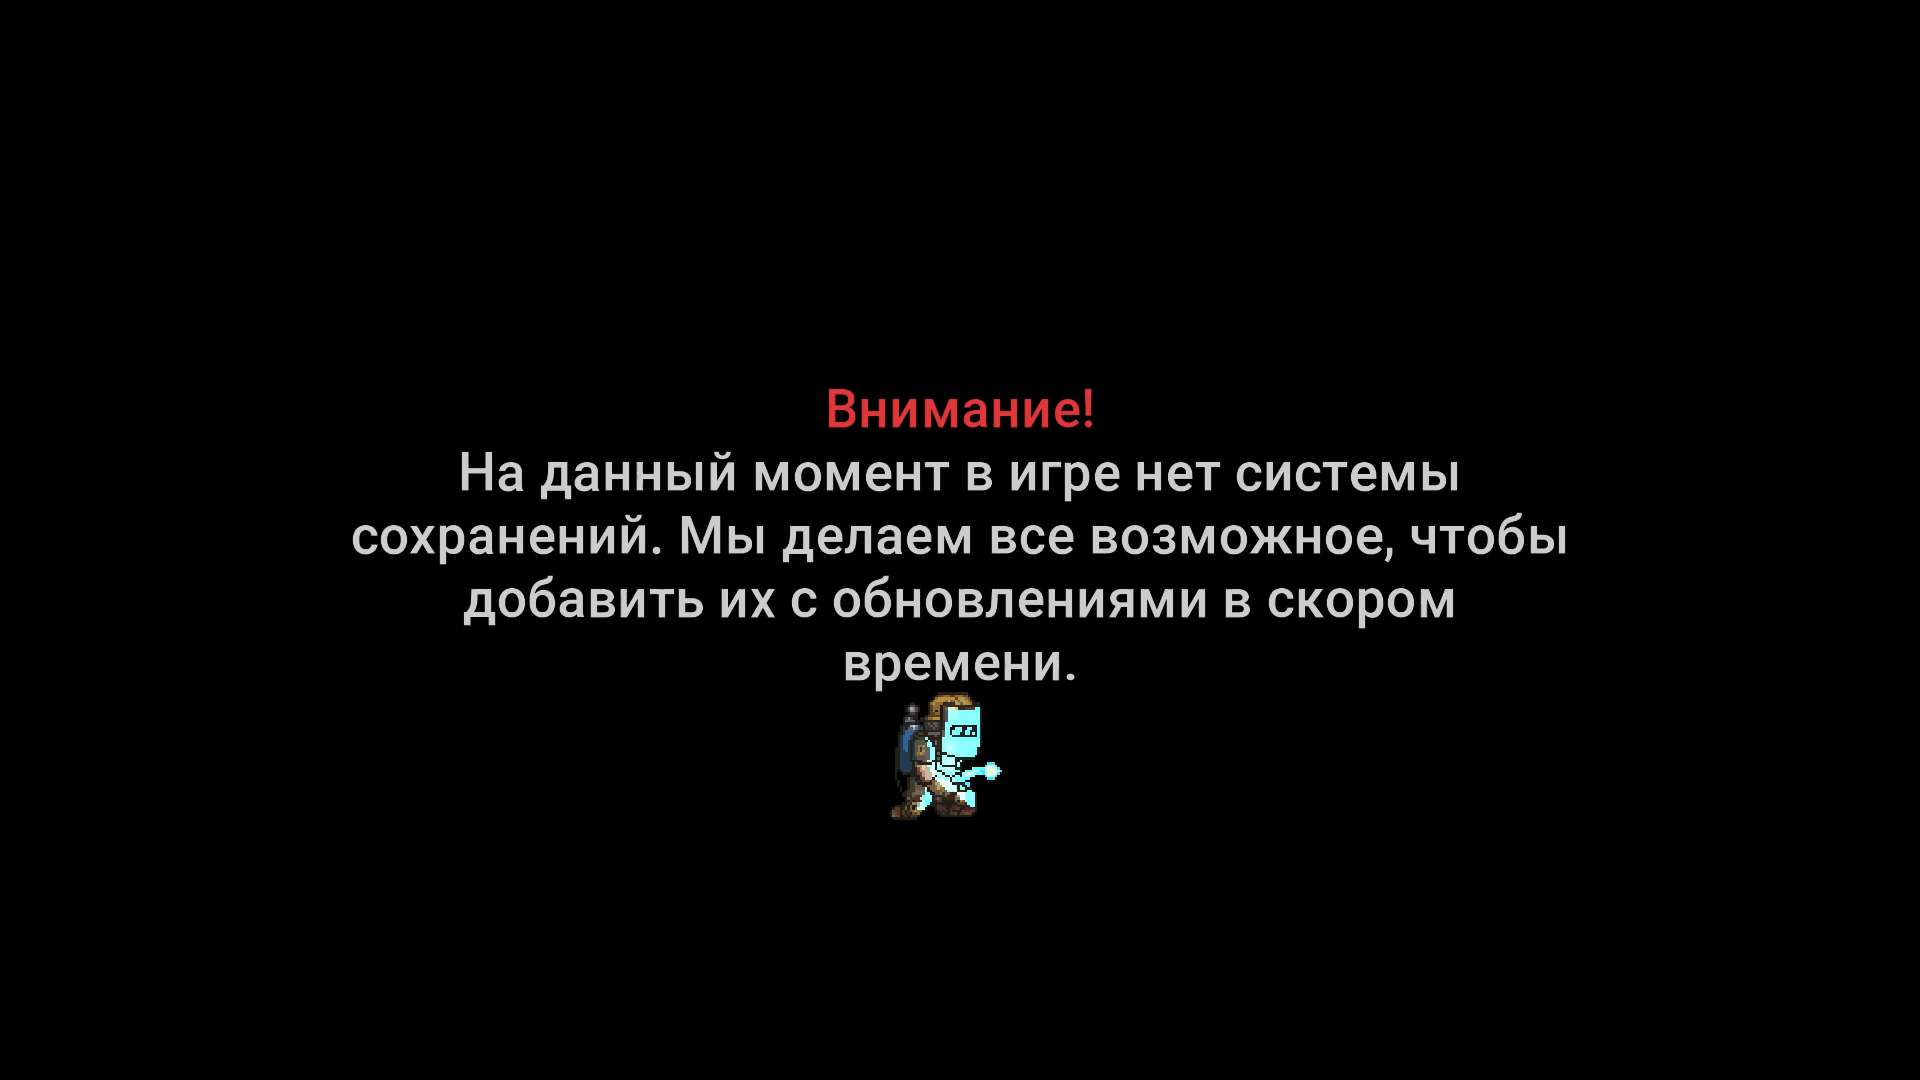 Внимание!
На данный момент в игре нет системы
сохранений. Мы делаем все возможное, чтобы
добавить их с обновлениями в скором
времени.